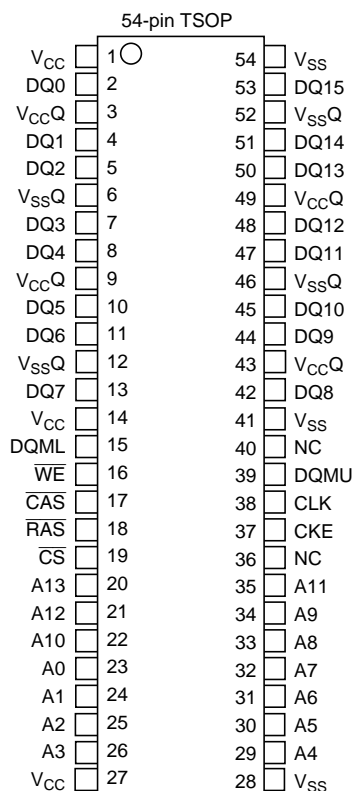 54-pin TSOP
VCC 1 54 VSS
DQ0 2 53 DQ15
VCCQ 3 52 VSSQ
DQ1 4 51 DQ14
DQ2 5 50 DQ13
VSSQ 6 49 VCCQ
DQ3 7 48 DQ12
DQ4 8 47 DQ11
VCCQ 9 46 VSSQ
DQ5 10 45 DQ10
DQ6 11 44 DQ9
VSSQ 12 43 VCCQ
DQ7 13 42 DQ8
VCC 14 41 VSS
DQML 15 40 NC
WE 16 39 DQMU
CAS 17 38 CLK
RAS 18 37 CKE
CS 19 36 NC
A13 20 35 A11
A12 21 34 A9
A10 22 33 A8
A0 23 32 A7
A1 24 31 A6
A2 25 30 A5
A3 26 29 A4
VCC 27 28 VSS